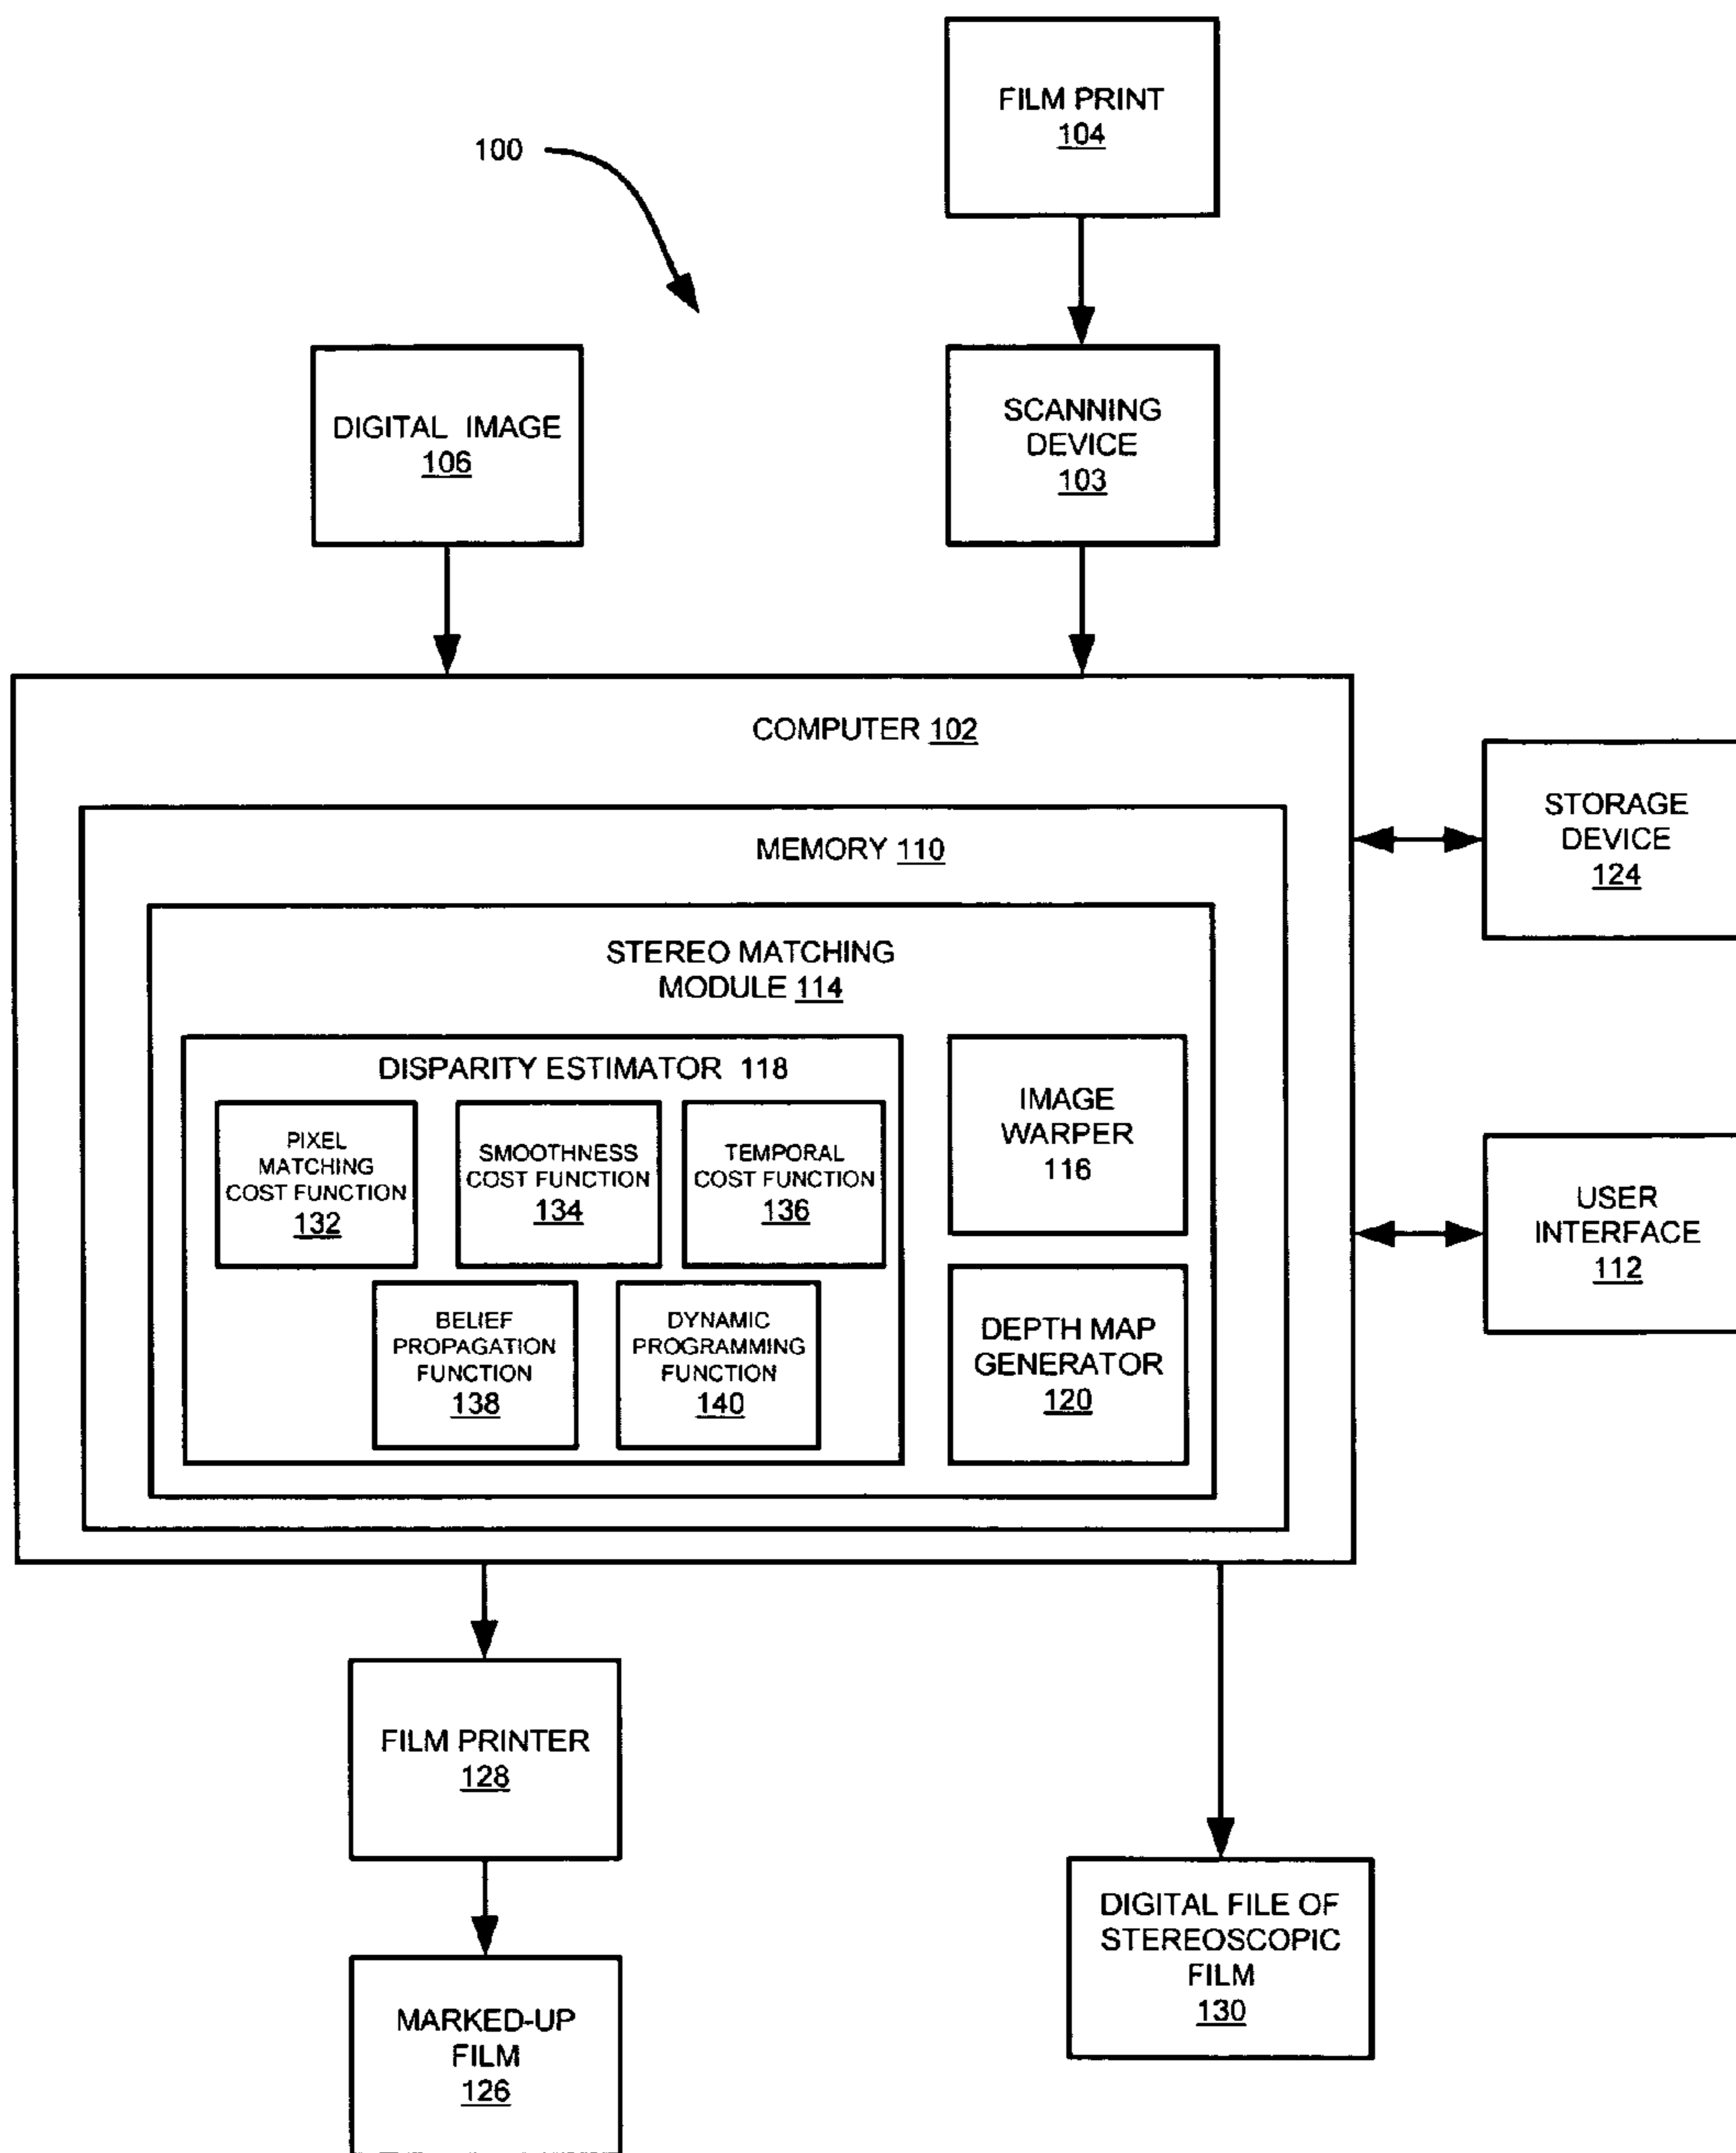 FILM PRINT
104
100
DIGITAL IMAGE
106
SCANNING
DEVICE
103
COMPUTER 102
STORAGE
DEVICE
124
MEMORY 110
STEREO MATCHING
MODULE 114
DISPARITY ESTIMATOR 118
PIXEL
MATCHING
COST FUNCTION
132
SMOOTHNESS
COST FUNCTION
134
TEMPORAL
COST FUNCTION
136
IMAGE
WARPER
116
USER
INTERFACE
112
BELIEF
PROPAGATION
FUNCTION
138
DYNAMIC
PROGRAMMING
FUNCTION
140
DEPTH MAP
GENERATOR
120
FILM PRINTER
128
DIGITAL FILE OF
STEREOSCOPIC
FILM
130
MARKED-UP
FILM
126